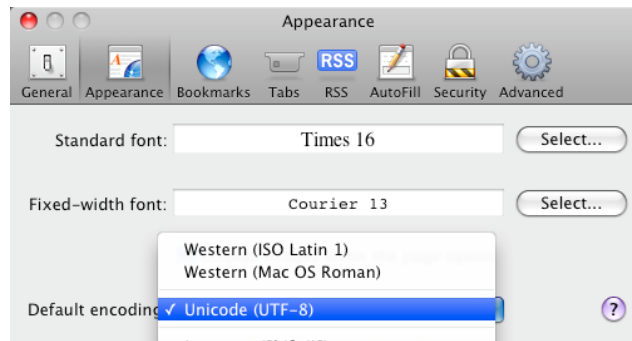 Appearance
General Appearance Bookmarks Tabs RSS AutoFill Security Advanced
RSS
Standard font: Times 16 Select...
Fixed-width font: Courier 13 Select...
Western (ISO Latin 1)
Western (Mac OS Roman)
Default encoding ✓ Unicode (UTF-8) ?